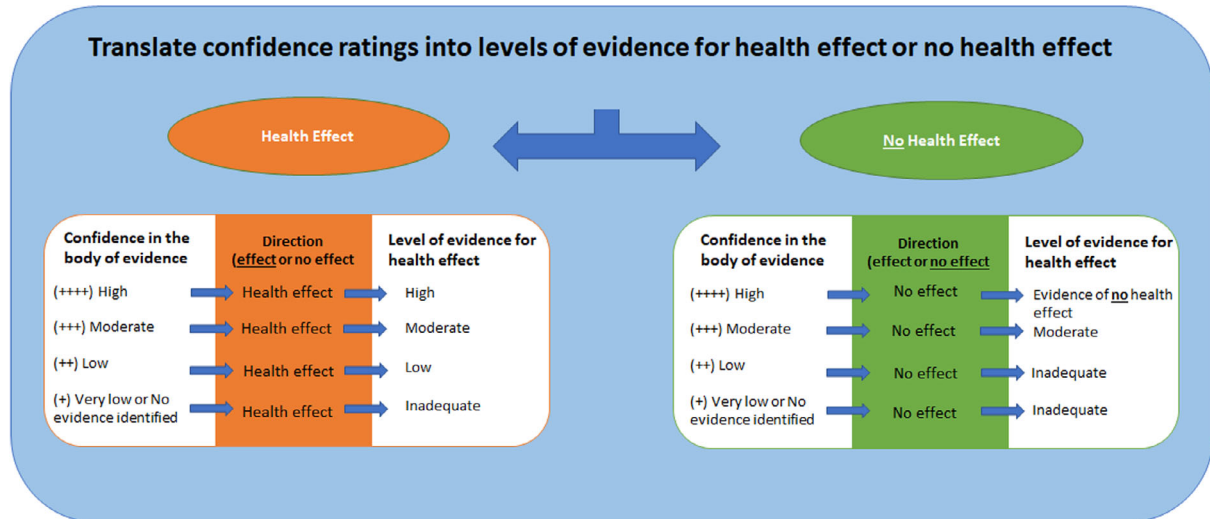 Translate confidence ratings into levels of evidence for health effect or no health effect
Health Effect
No Health Effect
Confidence in the
body of evidence
Direction
(effect or no effect
Level of evidence for
health effect
(++++) High
Health effect
High
(+++) Moderate
Health effect
Moderate
(++) Low
Health effect
Low
(+) Very low or No
evidence identified
Health effect
Inadequate
Confidence in the
body of evidence
Direction
(effect or no effect
Level of evidence for
health effect
(++++) High
No effect
Evidence of no health
effect
(+++) Moderate
No effect
Moderate
(++) Low
No effect
Inadequate
(+) Very low or No
evidence identified
No effect
Inadequate